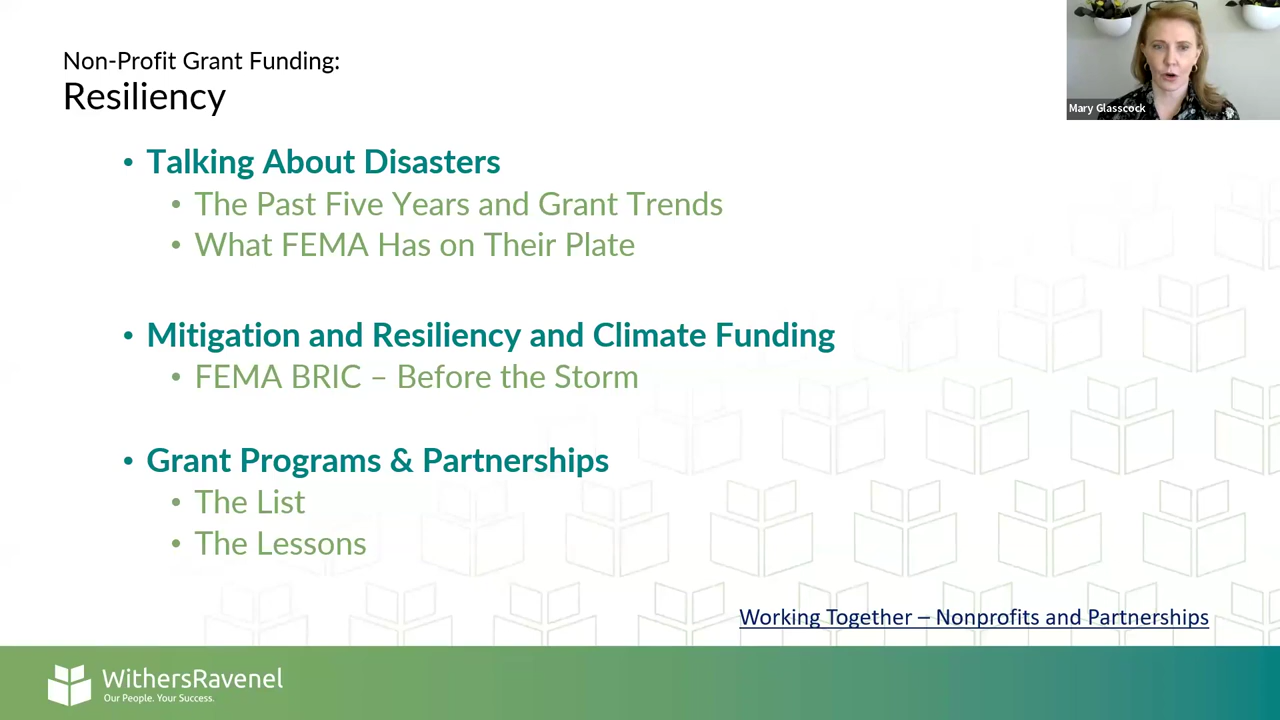 Non-Profit Grant Funding:
Resiliency
Mary Glasscock
• Talking About Disasters
• The Past Five Years and Grant Trends
• What FEMA Has on Their Plate
• Mitigation and Resiliency and Climate Funding
• FEMA BRIC – Before the Storm
• Grant Programs & Partnerships
• The List
• The Lessons
Working Together – Nonprofits and Partnerships
WithersRavenel
Our People. Your Success.